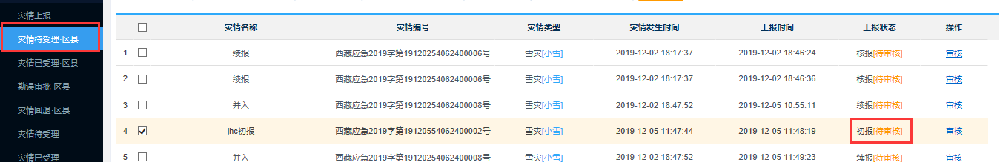 灾情上报
灾情待受理·区县
灾情已受理·区县
勘误审批·区县
灾情回退·区县
灾情待受理
灾情已受理
灾情名称 灾情编号 灾情类型 灾情发生时间 上报时间 上报状态 操作
1 续报 西藏应急2019字第19120254062400006号 雪灾[小雪] 2019-12-02 18:17:37 2019-12-02 18:46:24 核报[待审核] 审核
2 续报 西藏应急2019字第19120254062400006号 雪灾[小雪] 2019-12-02 18:17:37 2019-12-02 18:46:36 核报[待审核] 审核
3 并入 西藏应急2019字第19120254062400008号 雪灾[小雪] 2019-12-02 18:47:52 2019-12-05 10:55:11 续报[待审核] 审核
4 jhc初报 西藏应急2019字第19120554062400002号 雪灾[小雪] 2019-12-05 11:47:44 2019-12-05 11:48:19 初报[待审核] 审核
5 并入 西藏应急2019字第19120254062400008号 雪灾[小雪] 2019-12-02 18:47:52 2019-12-05 11:49:23 续报[待审核] 审核